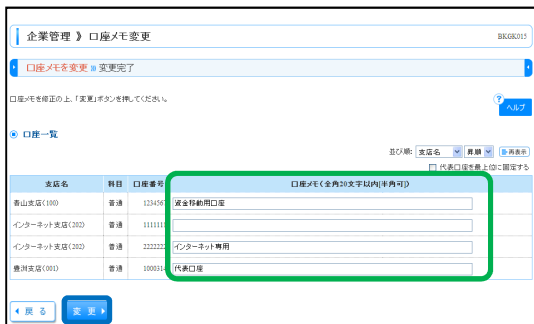 企業管理 》 口座メモ変更 BKGK015
口座メモを変更 》 変更完了
口座メモを修正の上、「変更」ボタンを押してください。
? ヘルプ
口座一覧
並び順: 支店名 昇順 再表示
代表口座を最上位に固定する
支店名 科目 口座番号 口座メモ(全角20文字以内[半角可])
青山支店(100) 普通 1234567 資金移動用口座
インターネット支店(202) 普通 1111111
インターネット支店(202) 普通 2222222 インターネット専用
豊洲支店(001) 普通 1000314 代表口座
戻る 変更